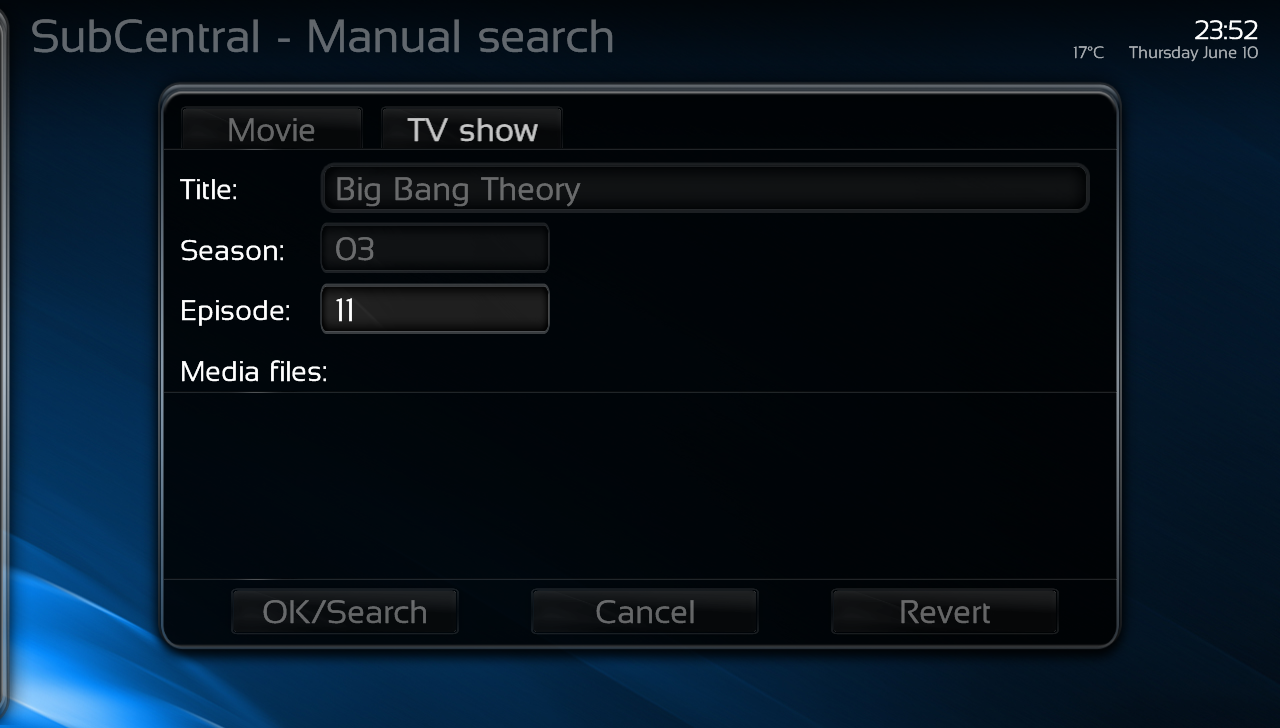 SubCentral - Manual search
23:52
17°C Thursday June 10
Movie TV show
Title: Big Bang Theory
Season: 03
Episode: 11
Media files:
OK/Search Cancel Revert